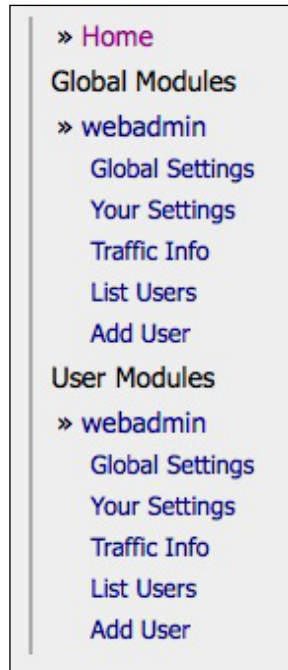 » Home
Global Modules
» webadmin
Global Settings
Your Settings
Traffic Info
List Users
Add User
User Modules
» webadmin
Global Settings
Your Settings
Traffic Info
List Users
Add User